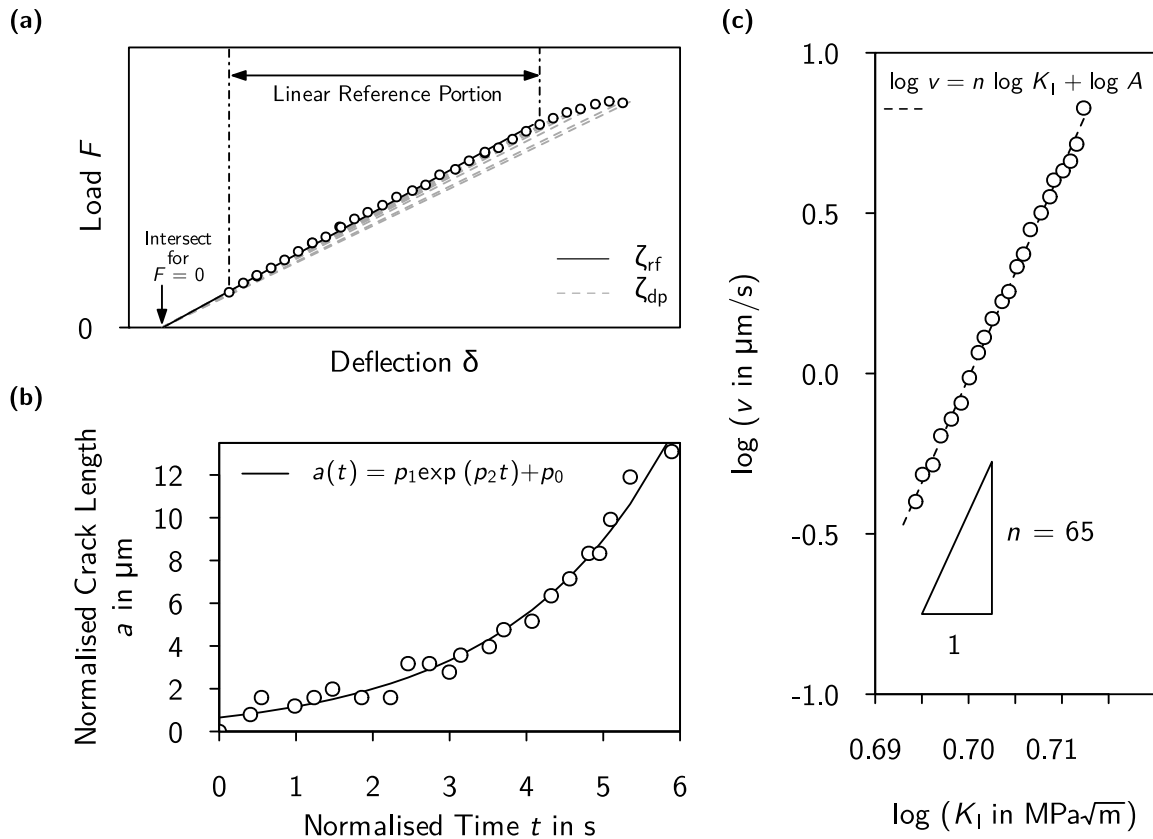 (a)
Load F
0
Linear Reference Portion
Intersect
for
F = 0
ζrf
ζdp
Deflection δ
(b)
Normalised Crack Length
a in µm
12
10
8
6
4
2
0
a(t) = p₁exp (p₂t)+p₀
0 1 2 3 4 5 6
Normalised Time t in s
(c)
log (v in µm/s)
1.0
0.5
0.0
-0.5
-1.0
log v = n log K_I + log A
n = 65
1
0.69 0.70 0.71
log (K_I in MPa√m)